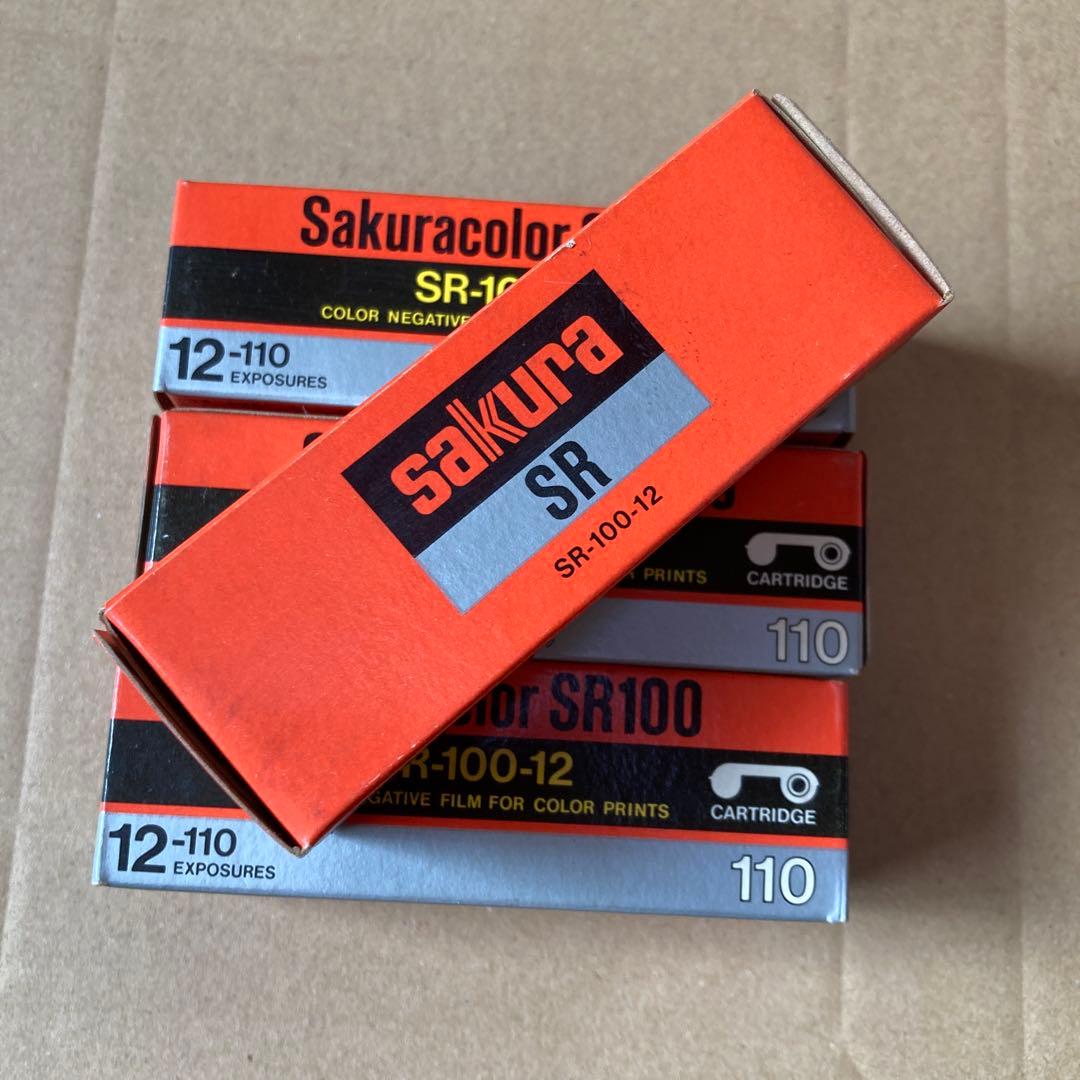 Sakuracolor
SR-10
COLOR NEGATIVE
12-110
EXPOSURES
sakura
SR
SR-100-12
PRINTS
CARTRIDGE
110
SR100
R-100-12
GATIVE FILM FOR COLOR PRINTS
CARTRIDGE
12-110
EXPOSURES
110